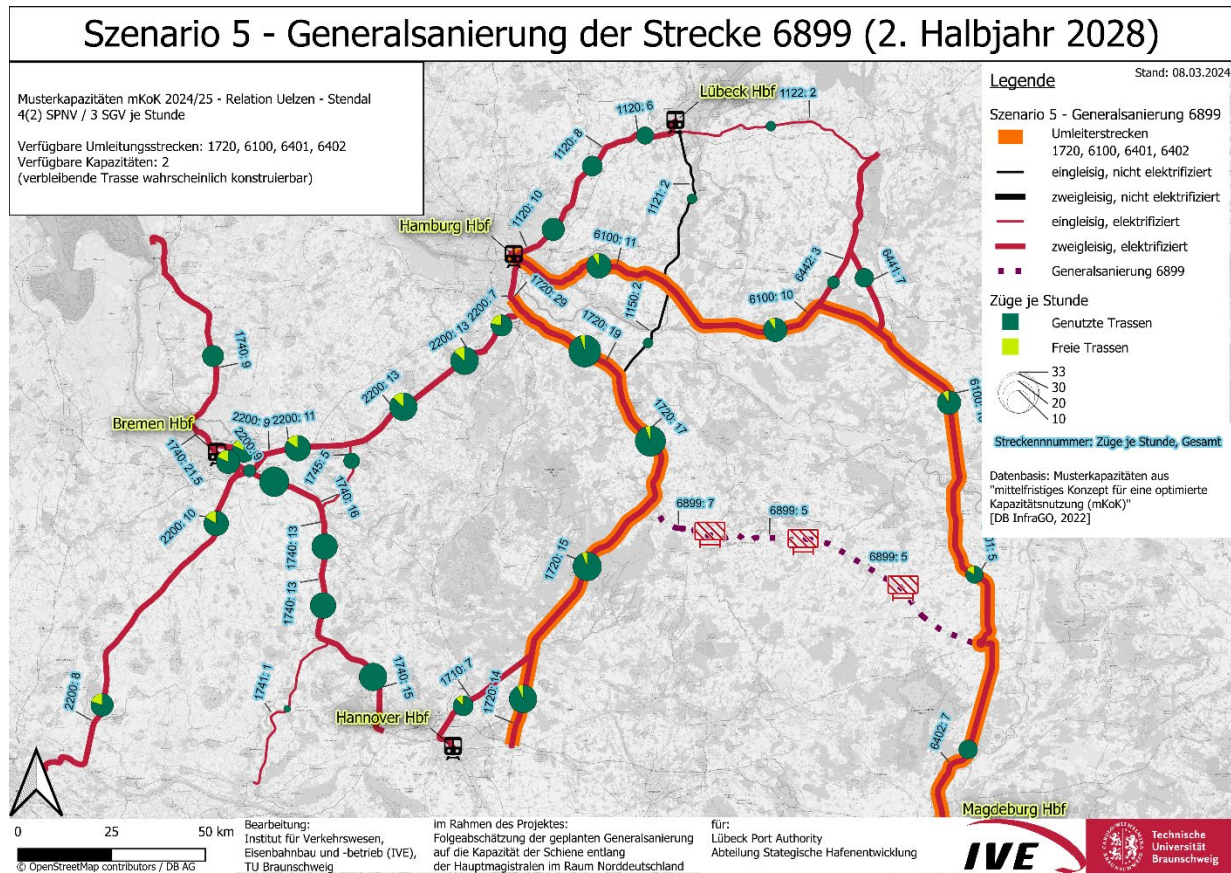 Szenario 5 - Generalsanierung der Strecke 6899 (2. Halbjahr 2028)
Musterkapazitäten mKoK 2024/25 - Relation Uelzen - Stendal
4(2) SPNV / 3 SGV je Stunde
Verfügbare Umleitungsstrecken: 1720, 6100, 6401, 6402
Verfügbare Kapazitäten: 2
(verbleibende Trasse wahrscheinlich konstruierbar)
Stand: 08.03.2024
Legende
Szenario 5 - Generalsanierung 6899
Umleiterstrecken
1720, 6100, 6401, 6402
eingleisig, nicht elektrifiziert
zweigleisig, nicht elektrifiziert
eingleisig, elektrifiziert
zweigleisig, elektrifiziert
Generalsanierung 6899
Züge je Stunde
Genutzte Trassen
Freie Trassen
33
30
20
10
Streckennnummer: Züge je Stunde, Gesamt
Datenbasis: Musterkapazitäten aus
"mittelfristiges Konzept für eine optimierte
Kapazitätsnutzung (mKoK)"
[DB InfraGO, 2022]
Lübeck Hbf
1122: 2
1120: 6
1120: 8
1120: 10
1121: 2
Hamburg Hbf
6100: 11
6442: 3
6441: 7
1150: 2
6100: 10
1720: 29
2200: 7
1720: 19
2200: 13
2200: 13
1740: 9
Bremen Hbf
2200: 9
2200: 11
2200: 9
1740: 21.5
1745: 5
1740: 16
1720: 17
2200: 10
1740: 13
1740: 13
6899: 7
6899: 5
6899: 5
1720: 15
1741: 1
1740: 15
1710: 7
1720: 14
2200: 8
Hannover Hbf
6402: 7
Magdeburg Hbf
0 25 50 km
© OpenStreetMap contributors / DB AG
Bearbeitung:
Institut für Verkehrswesen,
Eisenbahnbau und -betrieb (IVE),
TU Braunschweig
im Rahmen des Projektes:
Folgeabschätzung der geplanten Generalsanierung
auf die Kapazität der Schiene entlang
der Hauptmagistralen im Raum Norddeutschland
für:
Lübeck Port Authority
Abteilung Stategische Hafenentwicklung
IVE
Technische
Universität
Braunschweig